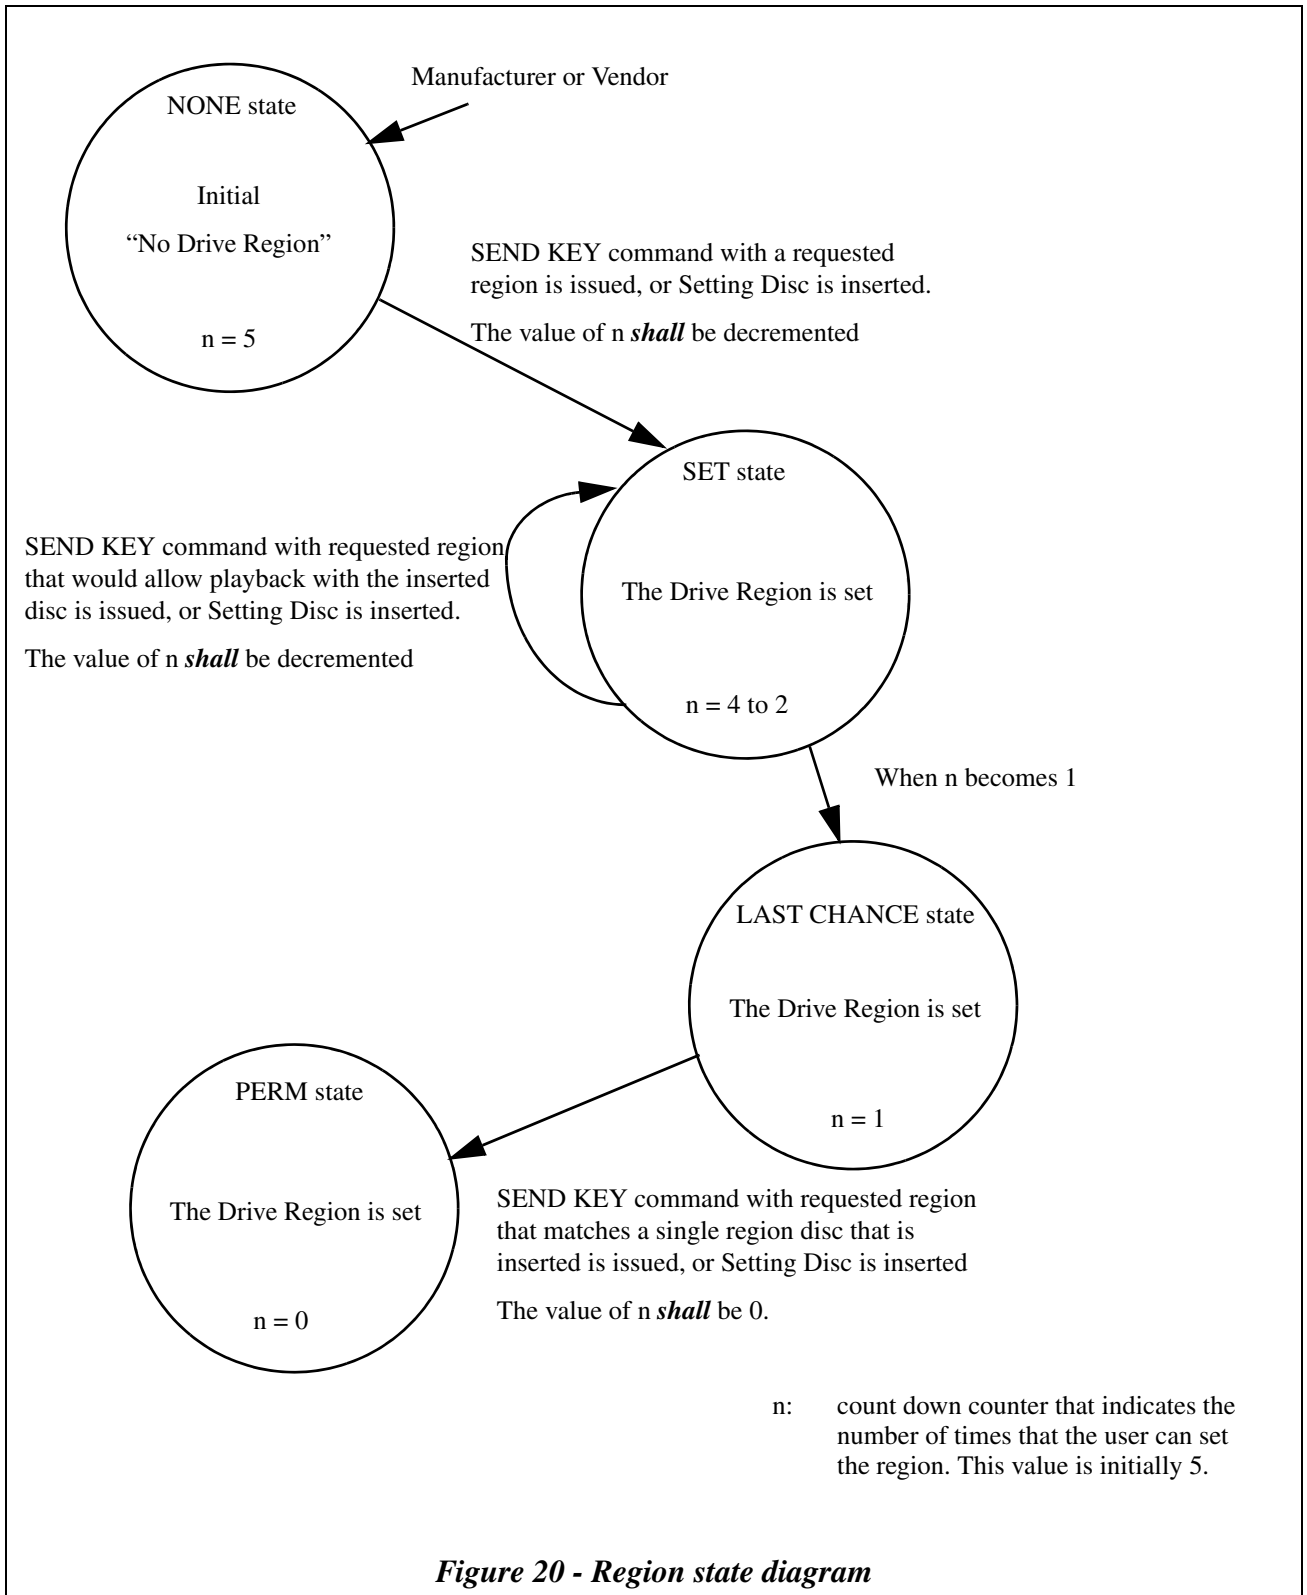 Manufacturer or Vendor
NONE state
Initial
“No Drive Region”
n = 5
SEND KEY command with a requested
region is issued, or Setting Disc is inserted.
The value of n shall be decremented
SET state
The Drive Region is set
n = 4 to 2
SEND KEY command with requested region
that would allow playback with the inserted
disc is issued, or Setting Disc is inserted.
The value of n shall be decremented
When n becomes 1
LAST CHANCE state
The Drive Region is set
n = 1
PERM state
The Drive Region is set
n = 0
SEND KEY command with requested region
that matches a single region disc that is
inserted is issued, or Setting Disc is inserted
The value of n shall be 0.
n: count down counter that indicates the
number of times that the user can set
the region. This value is initially 5.
Figure 20 - Region state diagram